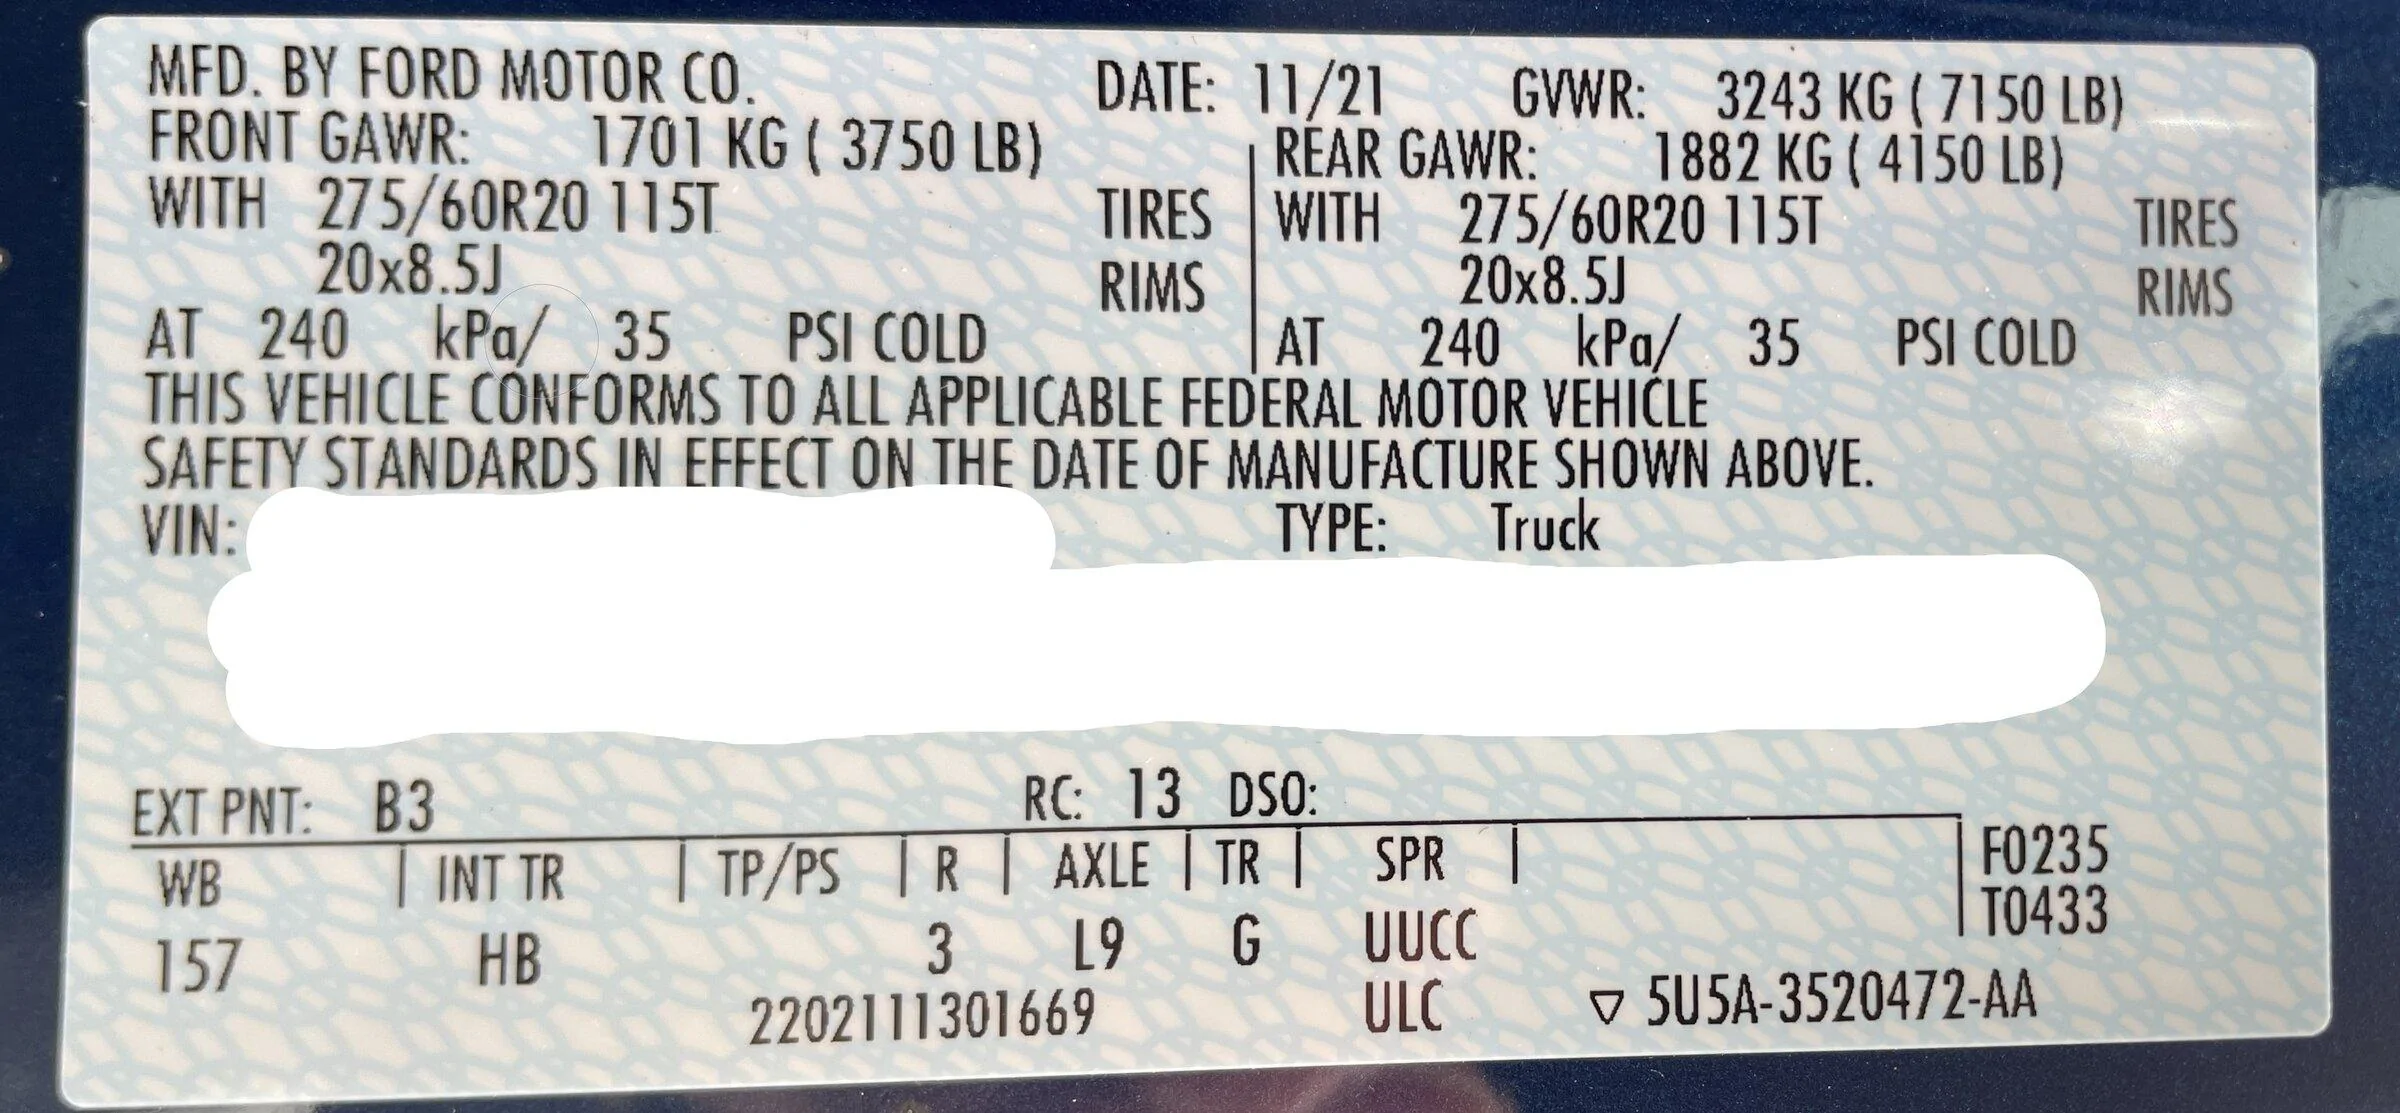 MFD. BY FORD MOTOR CO. DATE: 11/21 GVWR: 3243 KG ( 7150 LB)
FRONT GAWR: 1701 KG ( 3750 LB) REAR GAWR: 1882 KG ( 4150 LB)
WITH 275/60R20 115T TIRES WITH 275/60R20 115T TIRES
20x8.5J RIMS 20x8.5J RIMS
AT 240 kPa/ 35 PSI COLD AT 240 kPa/ 35 PSI COLD
THIS VEHICLE CONFORMS TO ALL APPLICABLE FEDERAL MOTOR VEHICLE
SAFETY STANDARDS IN EFFECT ON THE DATE OF MANUFACTURE SHOWN ABOVE.
VIN: TYPE: Truck
EXT PNT: B3 RC: 13 DSO:
WB | INT TR | TP/PS | R | AXLE | TR | SPR | F0235
T0433
157 HB 3 L9 G UUCC
2202111301669 ULC ▽ 5U5A-3520472-AA